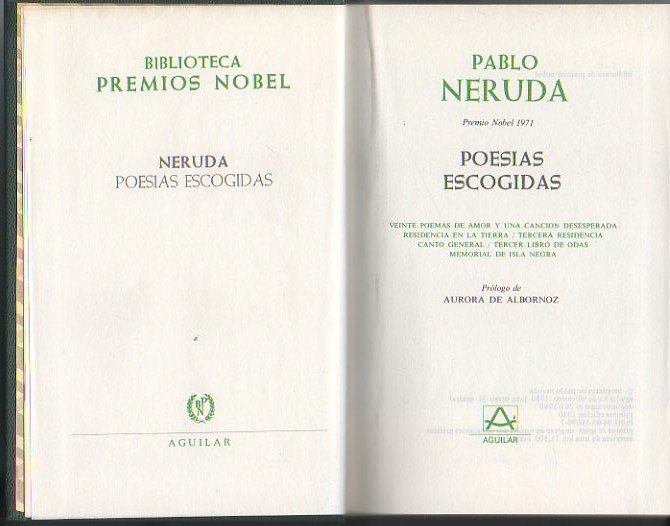 BIBLIOTECA
PREMIOS NOBEL
NERUDA
POESIAS ESCOGIDAS
AGUILAR
PABLO
NERUDA
Premio Nobel 1971
POESIAS
ESCOGIDAS
VEINTE POEMAS DE AMOR Y UNA CANCION DESESPERADA
RESIDENCIA EN LA TIERRA / TERCERA RESIDENCIA
CANTO GENERAL / TERCER LIBRO DE ODAS
MEMORIAL DE ISLA NEGRA
Prólogo de
AURORA DE ALBORNOZ
AGUILAR